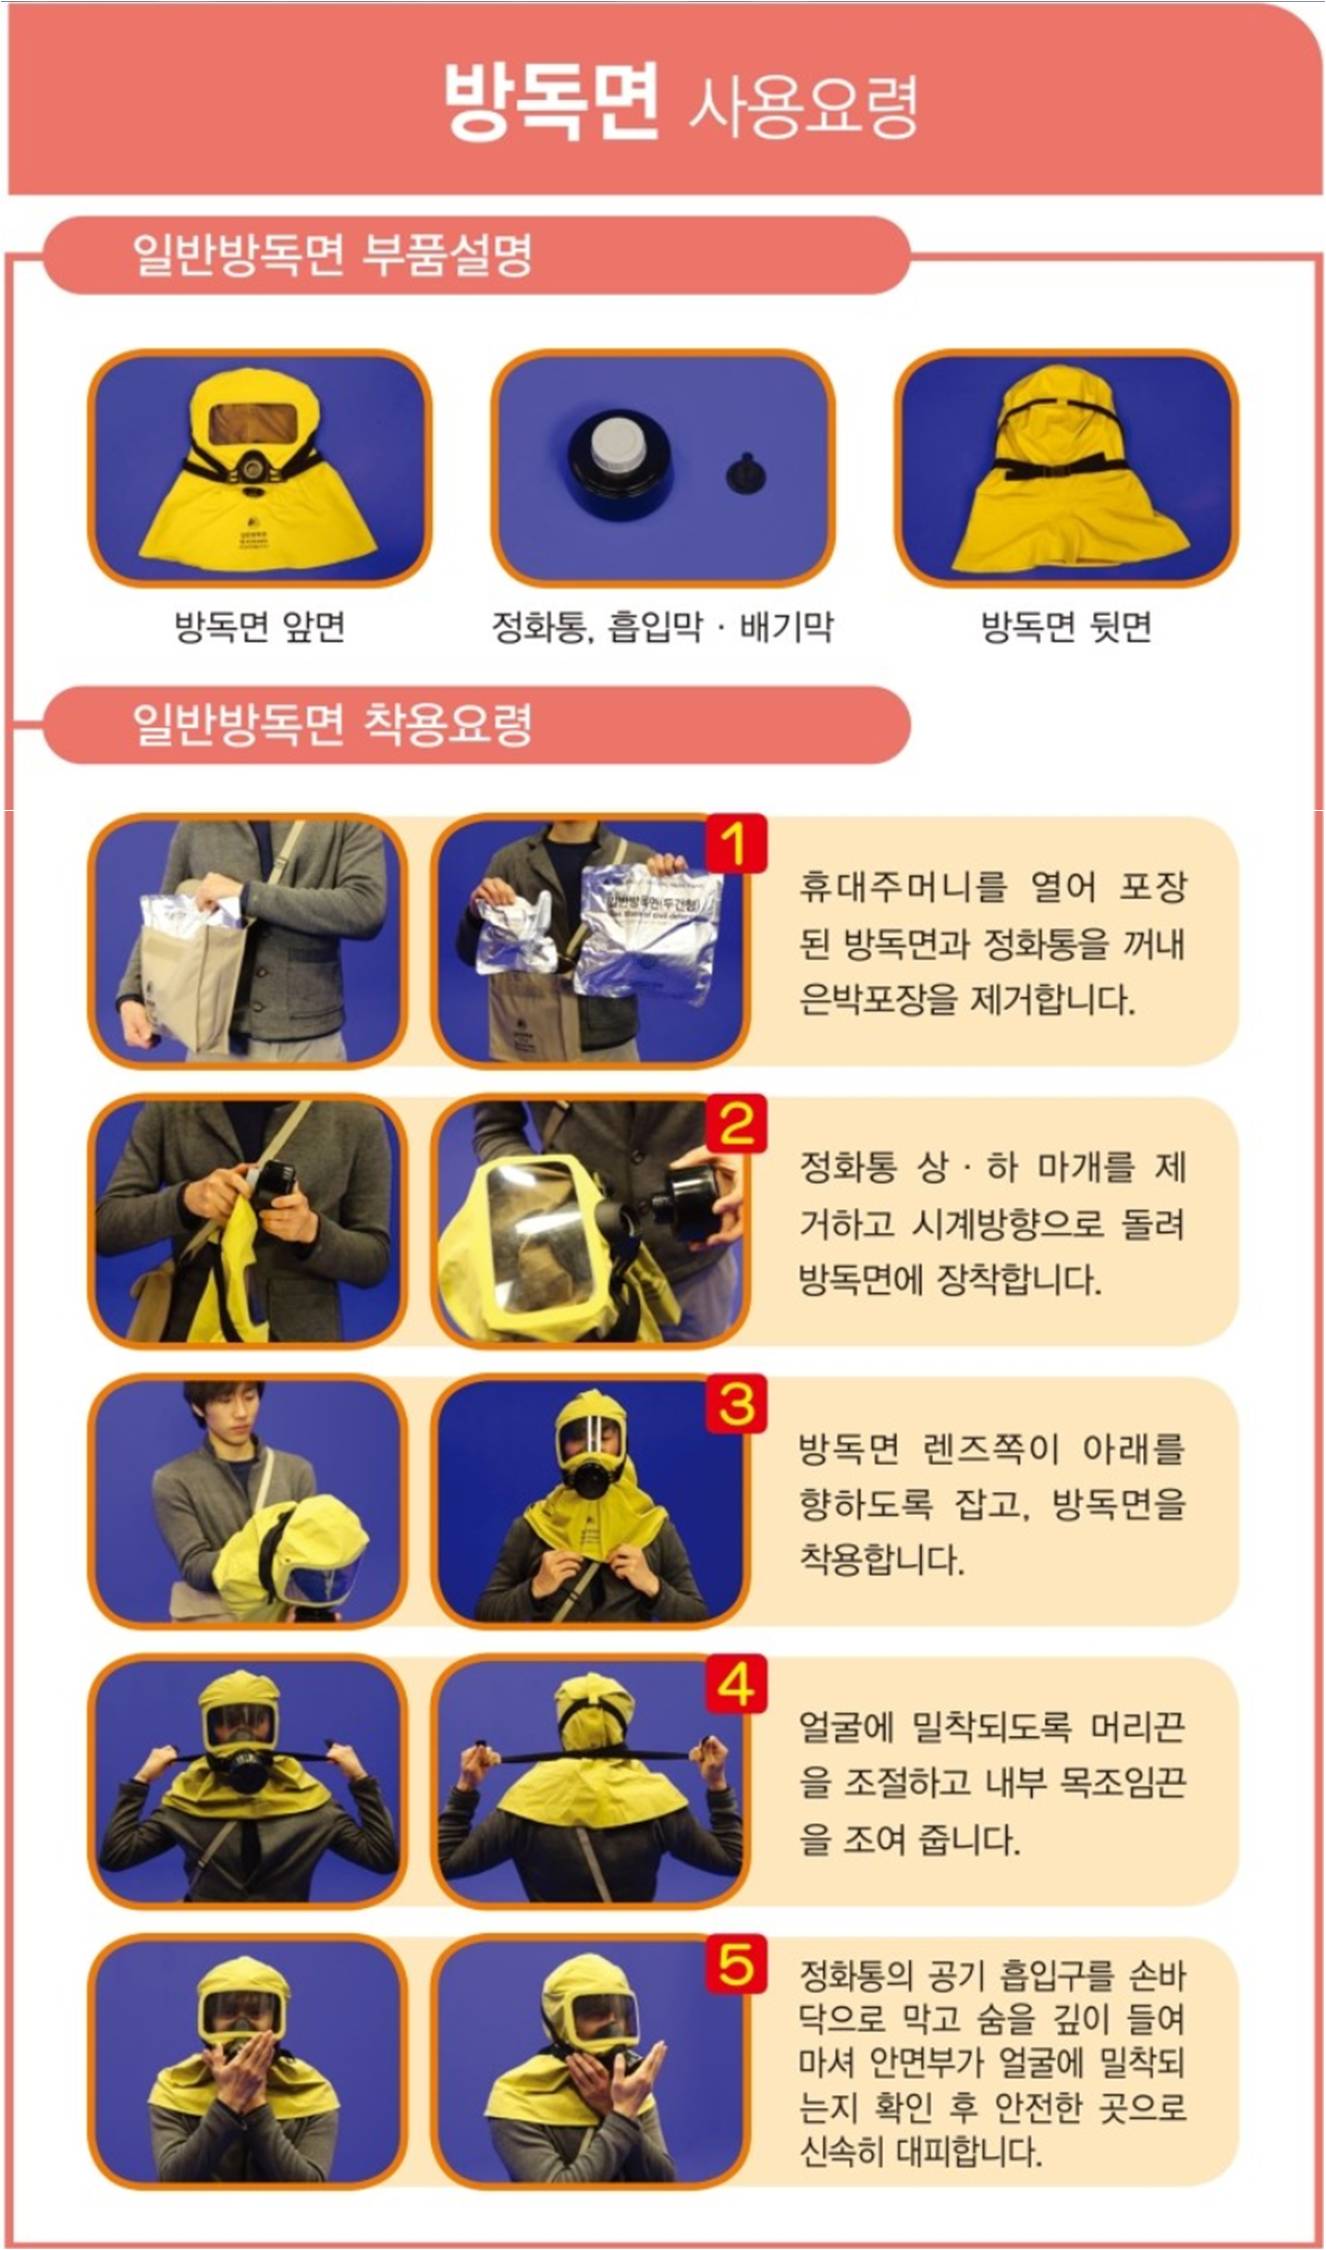 방독면 사용요령
일반방독면 부품설명
방독면 앞면
정화통, 흡입막 · 배기막
방독면 뒷면
일반방독면 착용요령
1
일반방독면(두건형)
휴대주머니를 열어 포장
된 방독면과 정화통을 꺼내
은박포장을 제거합니다.
2
정화통 상 · 하 마개를 제
거하고 시계방향으로 돌려
방독면에 장착합니다.
3
방독면 렌즈쪽이 아래를
향하도록 잡고, 방독면을
착용합니다.
4
얼굴에 밀착되도록 머리끈
을 조절하고 내부 목조임끈
을 조여 줍니다.
5
정화통의 공기 흡입구를 손바
닥으로 막고 숨을 깊이 들여
마셔 안면부가 얼굴에 밀착되
는지 확인 후 안전한 곳으로
신속히 대피합니다.